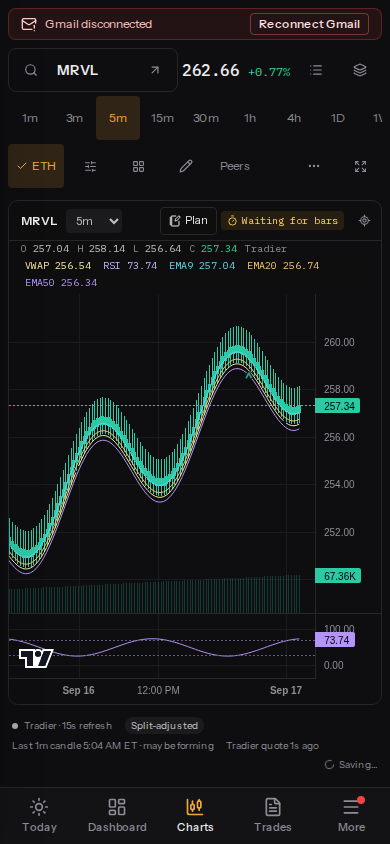 Gmail disconnected Reconnect Gmail
MRVL 262.66 +0.77%
1m 3m 5m 15m 30m 1h 4h 1D
ETH Peers
MRVL 5m Plan Waiting for bars
O 257.04 H 258.14 L 256.64 C 257.34 Tradier
VWAP 256.54 RSI 73.74 EMA9 257.04 EMA20 256.74
EMA50 256.34
260.00
258.00
257.34
256.00
254.00
252.00
67.36K
100.00
73.74
0.00
Sep 16 12:00 PM Sep 17
Tradier · 15s refresh Split-adjusted
Last 1m candle 5:04 AM ET · may be forming Tradier quote 1s ago
Saving…
Today Dashboard Charts Trades More